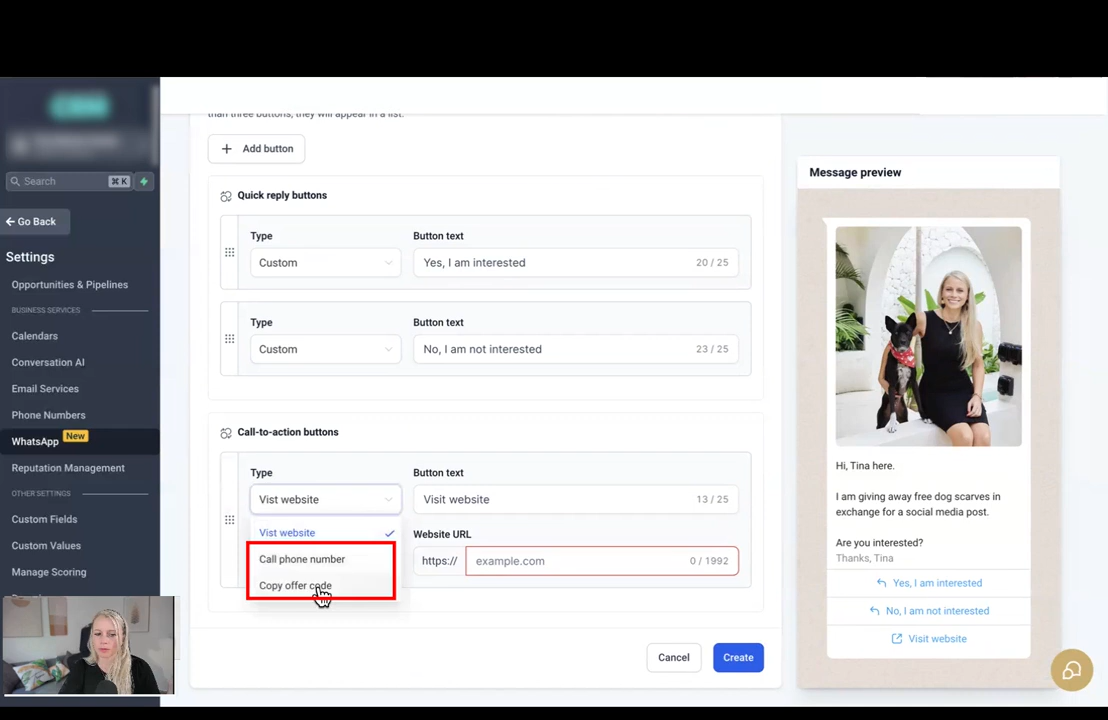 than three buttons, they will appear in a list.
+ Add button
Search ⌘ K
Go Back
Settings
Opportunities & Pipelines
BUSINESS SERVICES
Calendars
Conversation AI
Email Services
Phone Numbers
WhatsApp New
Reputation Management
OTHER SETTINGS
Custom Fields
Custom Values
Manage Scoring
Quick reply buttons
Type Button text
Custom Yes, I am interested 20 / 25
Type Button text
Custom No, I am not interested 23 / 25
Call-to-action buttons
Type Button text
Vist website Visit website 13 / 25
Vist website
Call phone number
Copy offer code
Website URL
https:// example.com 0 / 1992
Cancel Create
Message preview
Hi, Tina here.
I am giving away free dog scarves in
exchange for a social media post.
Are you interested?
Thanks, Tina
Yes, I am interested
No, I am not interested
Visit website